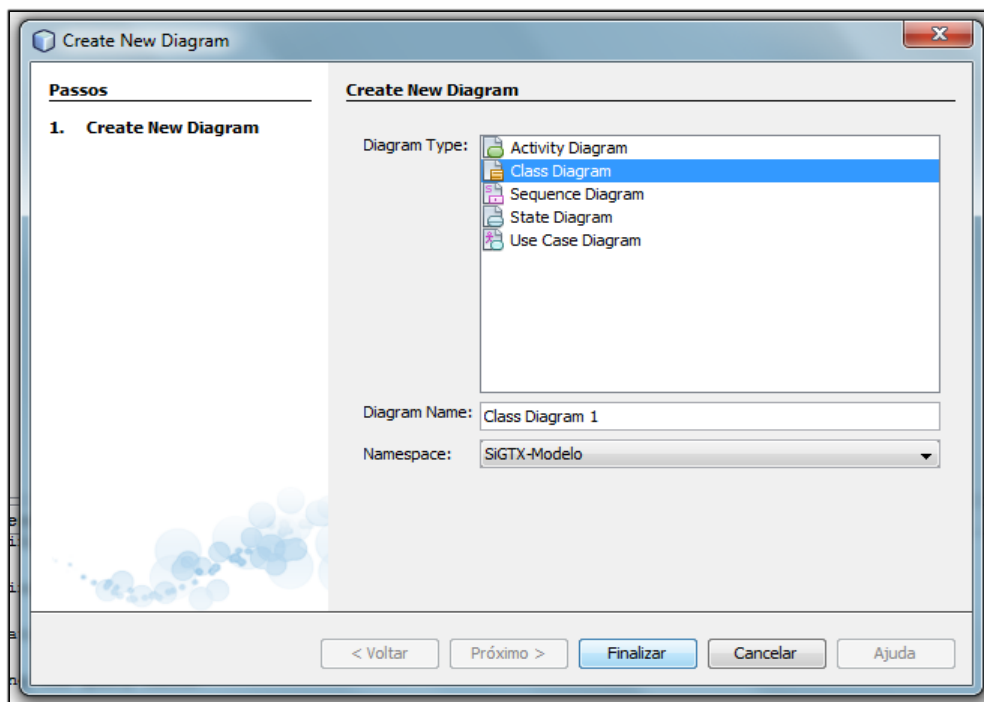 Create New Diagram
Passos
1. Create New Diagram
Create New Diagram
Diagram Type:
Activity Diagram
Class Diagram
Sequence Diagram
State Diagram
Use Case Diagram
Diagram Name: Class Diagram 1
Namespace: SiGTX-Modelo
< Voltar Próximo > Finalizar Cancelar Ajuda